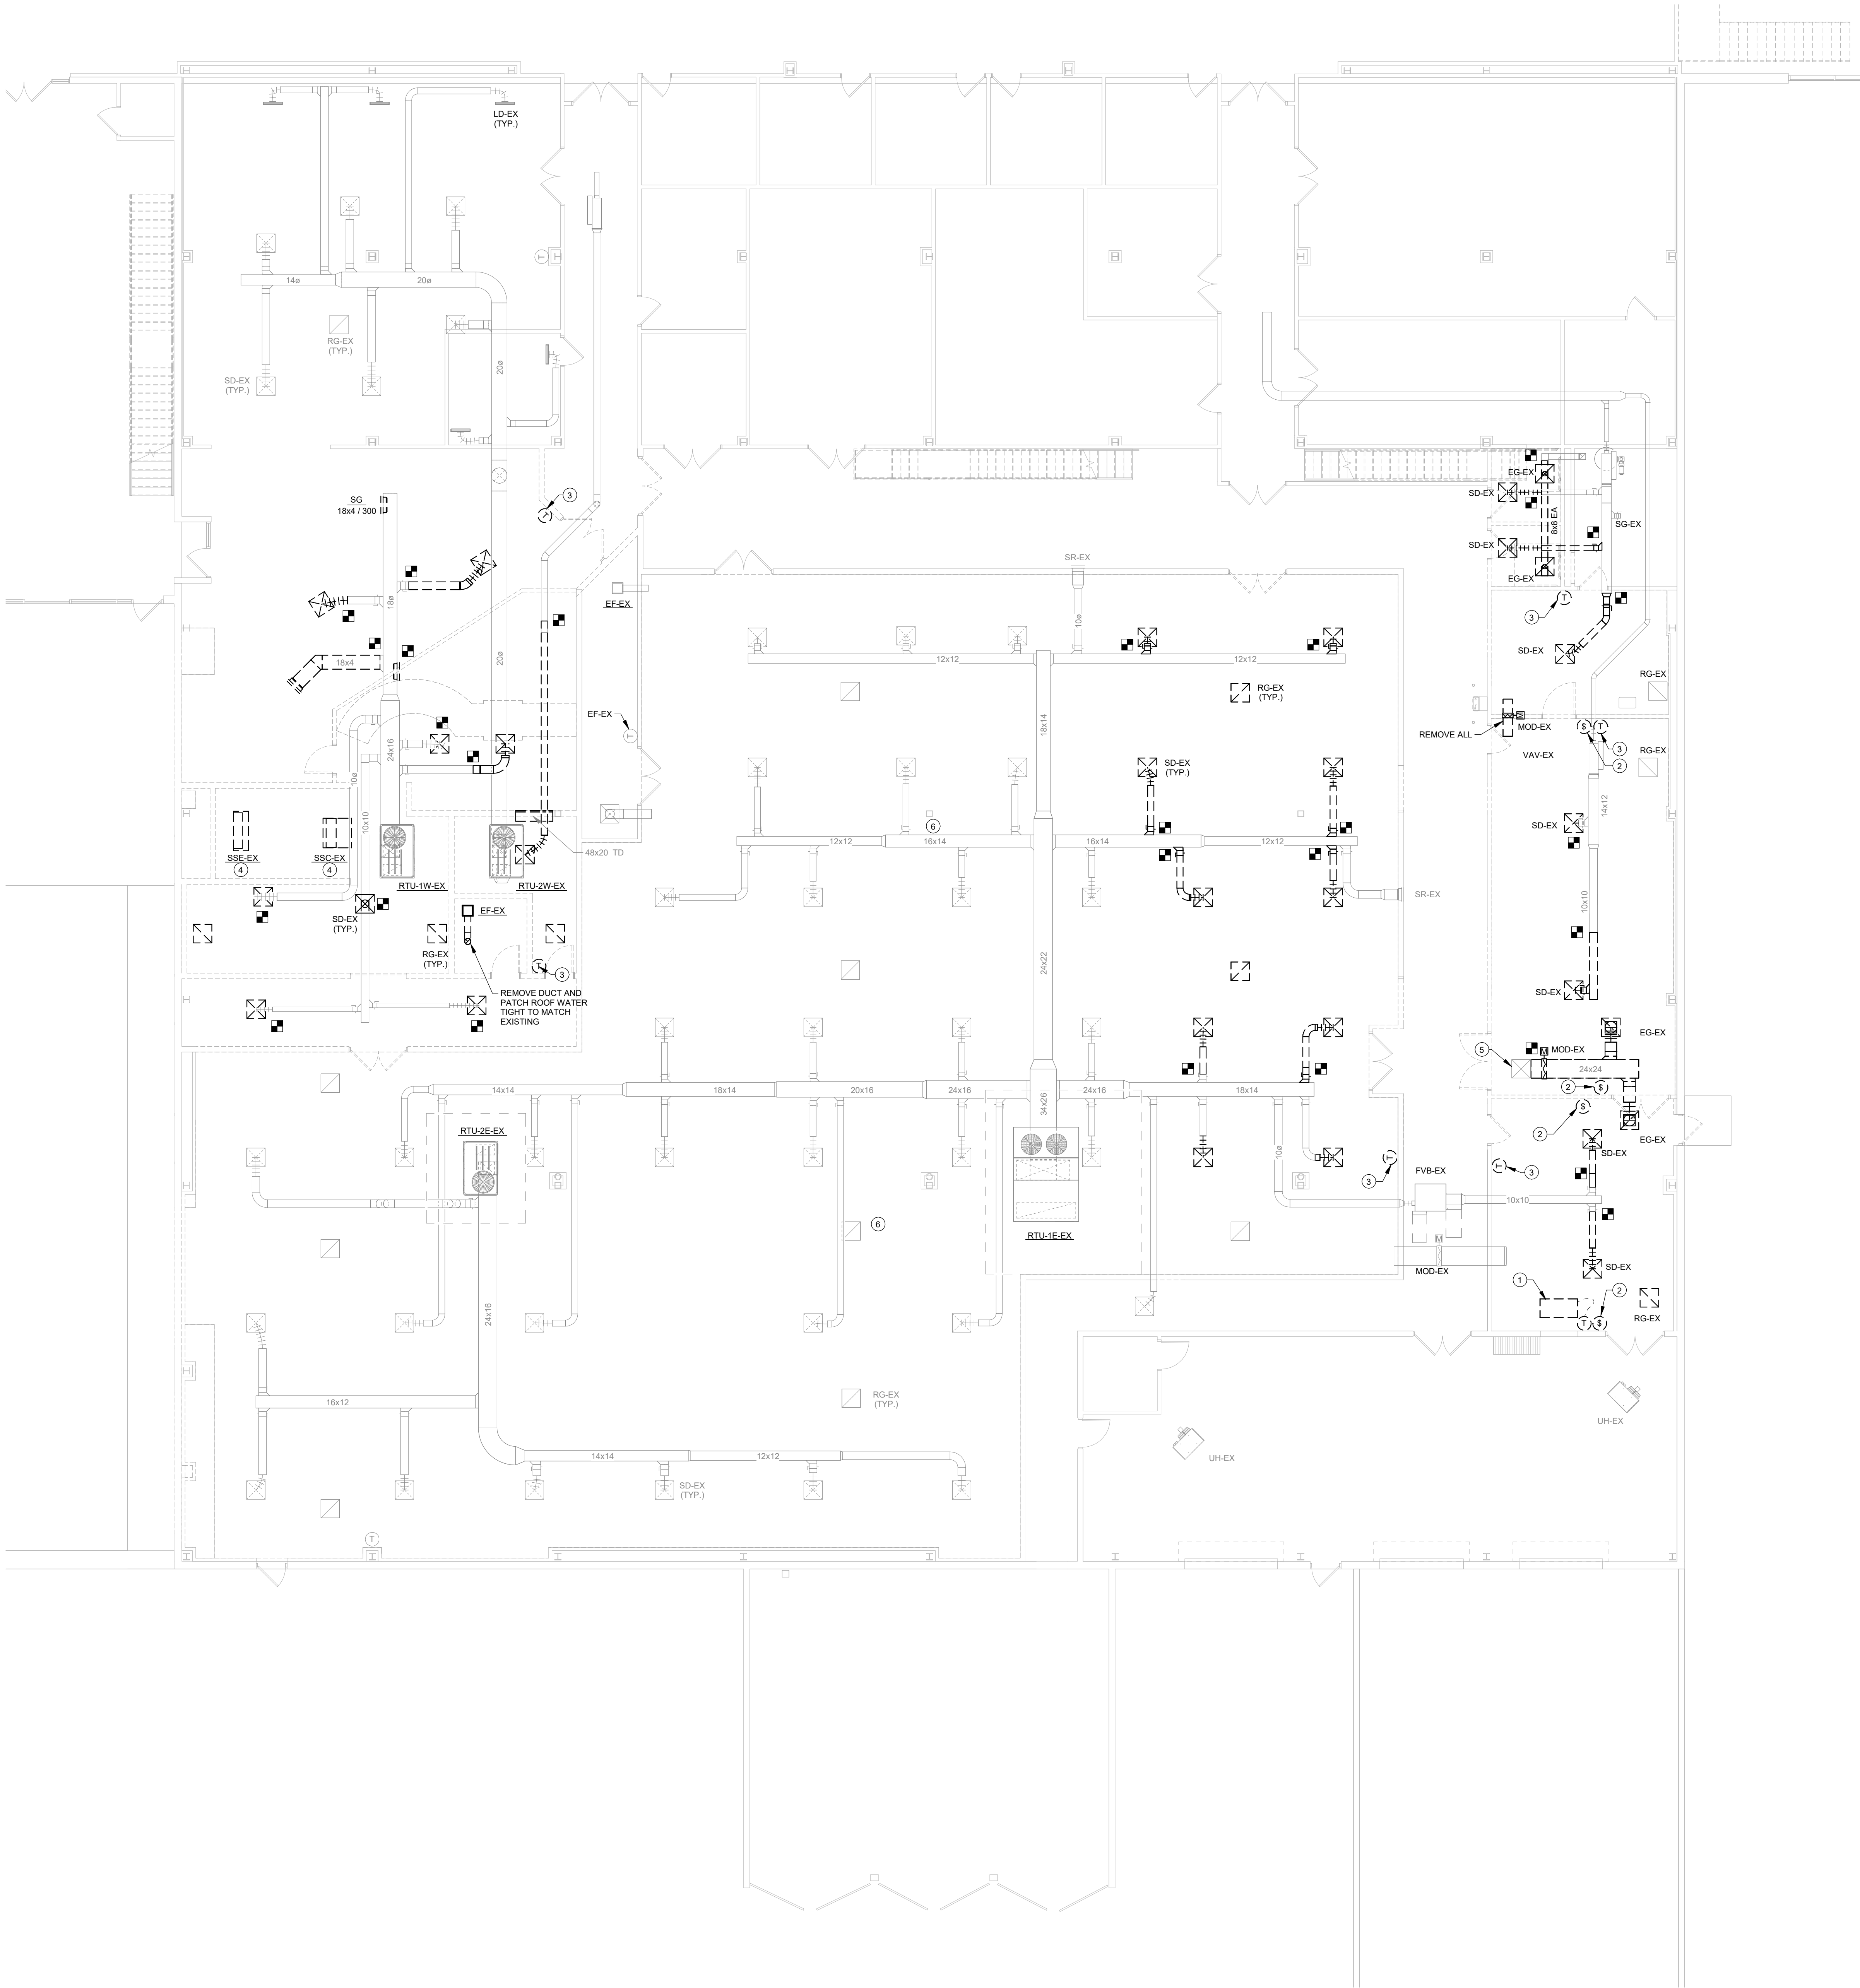 LD-EX
(TYP.)
14ø
20ø
T
RG-EX
(TYP.)
SD-EX
(TYP.)
20ø
3
T
SG
18x4 / 300
EG-EX
SD-EX
8x8 EA
SG-EX
SD-EX
EG-EX
SR-EX
18ø
EF-EX
10ø
T
3
20ø
SD-EX
12x12
12x12
18x4
RG-EX
RG-EX
(TYP.)
EF-EX
T
18x14
REMOVE ALL
MOD-EX
$
T
3
VAV-EX
RG-EX
2
24x16
10ø
SD-EX
(TYP.)
14x12
10x10
6
SD-EX
12x12
16x14
16x14
12x12
48x20 TD
SSE-EX
4
SSC-EX
4
RTU-1W-EX
RTU-2W-EX
SR-EX
10x10
SD-EX
(TYP.)
EF-EX
RG-EX
(TYP.)
T
3
24x22
REMOVE DUCT AND
PATCH ROOF WATER
TIGHT TO MATCH
EXISTING
SD-EX
EG-EX
5
MOD-EX
M
24x24
14x14
18x14
20x16
24x16
24x16
18x14
34x26
2
$
$
2
RTU-2E-EX
EG-EX
SD-EX
10ø
T
3
FVB-EX
T
3
10x10
6
RTU-1E-EX
M
MOD-EX
SD-EX
1
2
T
$
RG-EX
24x16
16x12
RG-EX
(TYP.)
UH-EX
14x14
12x12
UH-EX
SD-EX
(TYP.)
T